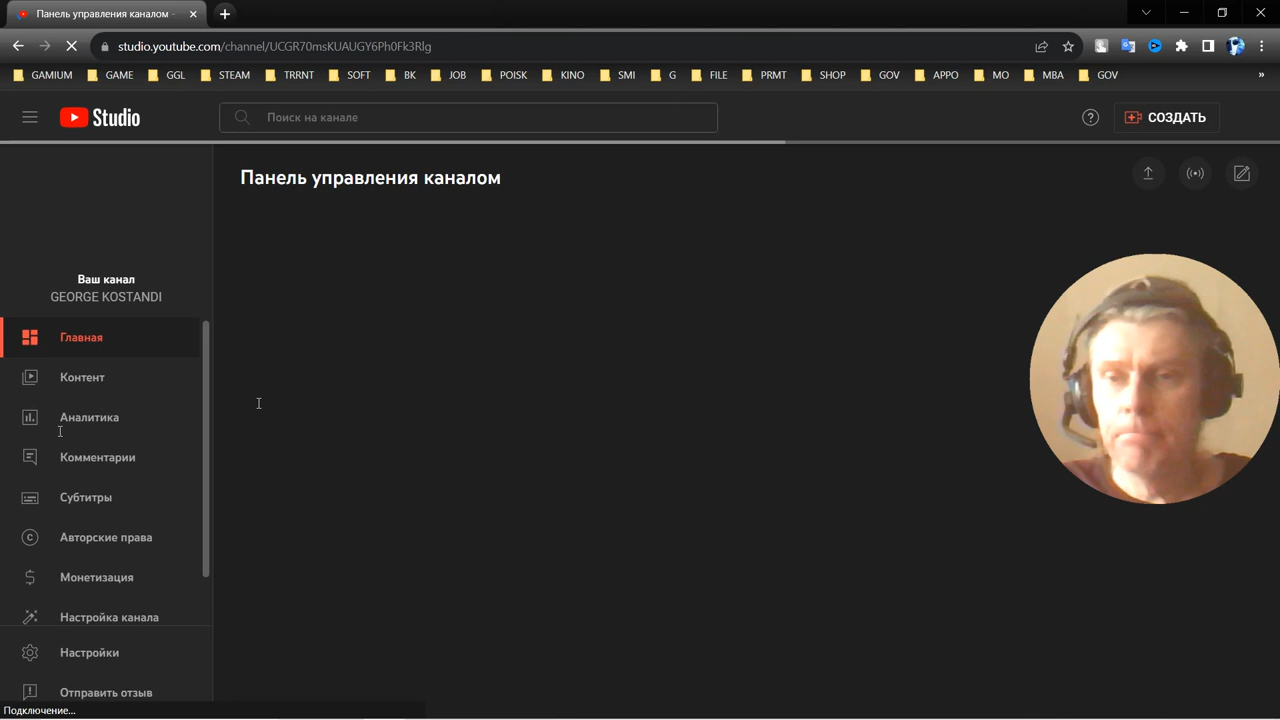 Панель управления каналом -
studio.youtube.com/channel/UCGR70msKUAUGY6Ph0Fk3Rlg
GAMIUM GAME GGL STEAM TRRNT SOFT BK JOB POISK KINO SMI G FILE PRMT SHOP GOV APPO MO MBA GOV »
Studio
Поиск на канале
СОЗДАТЬ
Панель управления каналом
Ваш канал
GEORGE KOSTANDI
Главная
Контент
Аналитика
Комментарии
Субтитры
Авторские права
Монетизация
Настройка канала
Настройки
Отправить отзыв
Подключение...